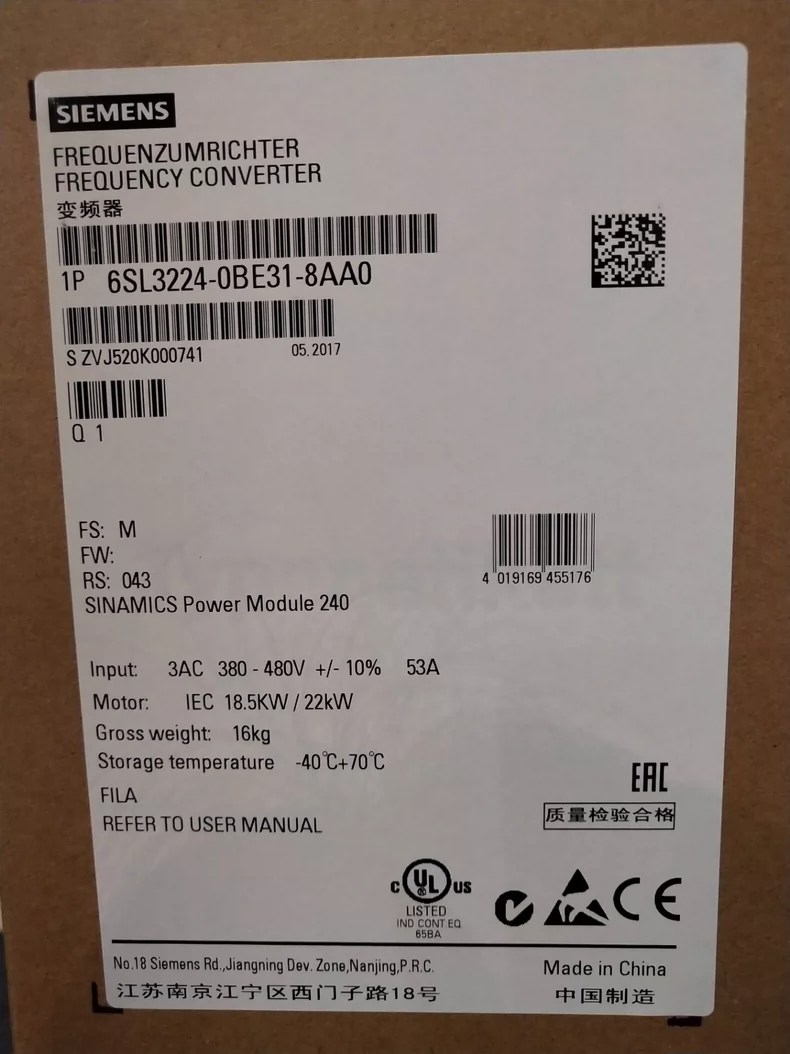 SIEMENS
FREQUENZUMRICHTER
FREQUENCY CONVERTER
变频器
1P 6SL3224-0BE31-8AA0
S ZVJ520K000741 05.2017
Q 1
FS: M
FW:
RS: 043
4 019169 455176
SINAMICS Power Module 240
Input: 3AC 380 - 480V +/- 10% 53A
Motor: IEC 18.5KW / 22kW
Gross weight: 16kg
Storage temperature -40℃+70℃
FILA
REFER TO USER MANUAL
EAC
质量检验合格
C UL US
LISTED
IND CONT EQ
65BA
CE
No.18 Siemens Rd.,Jiangning Dev. Zone,Nanjing,P.R.C. Made in China
江苏南京江宁区西门子路18号 中国制造